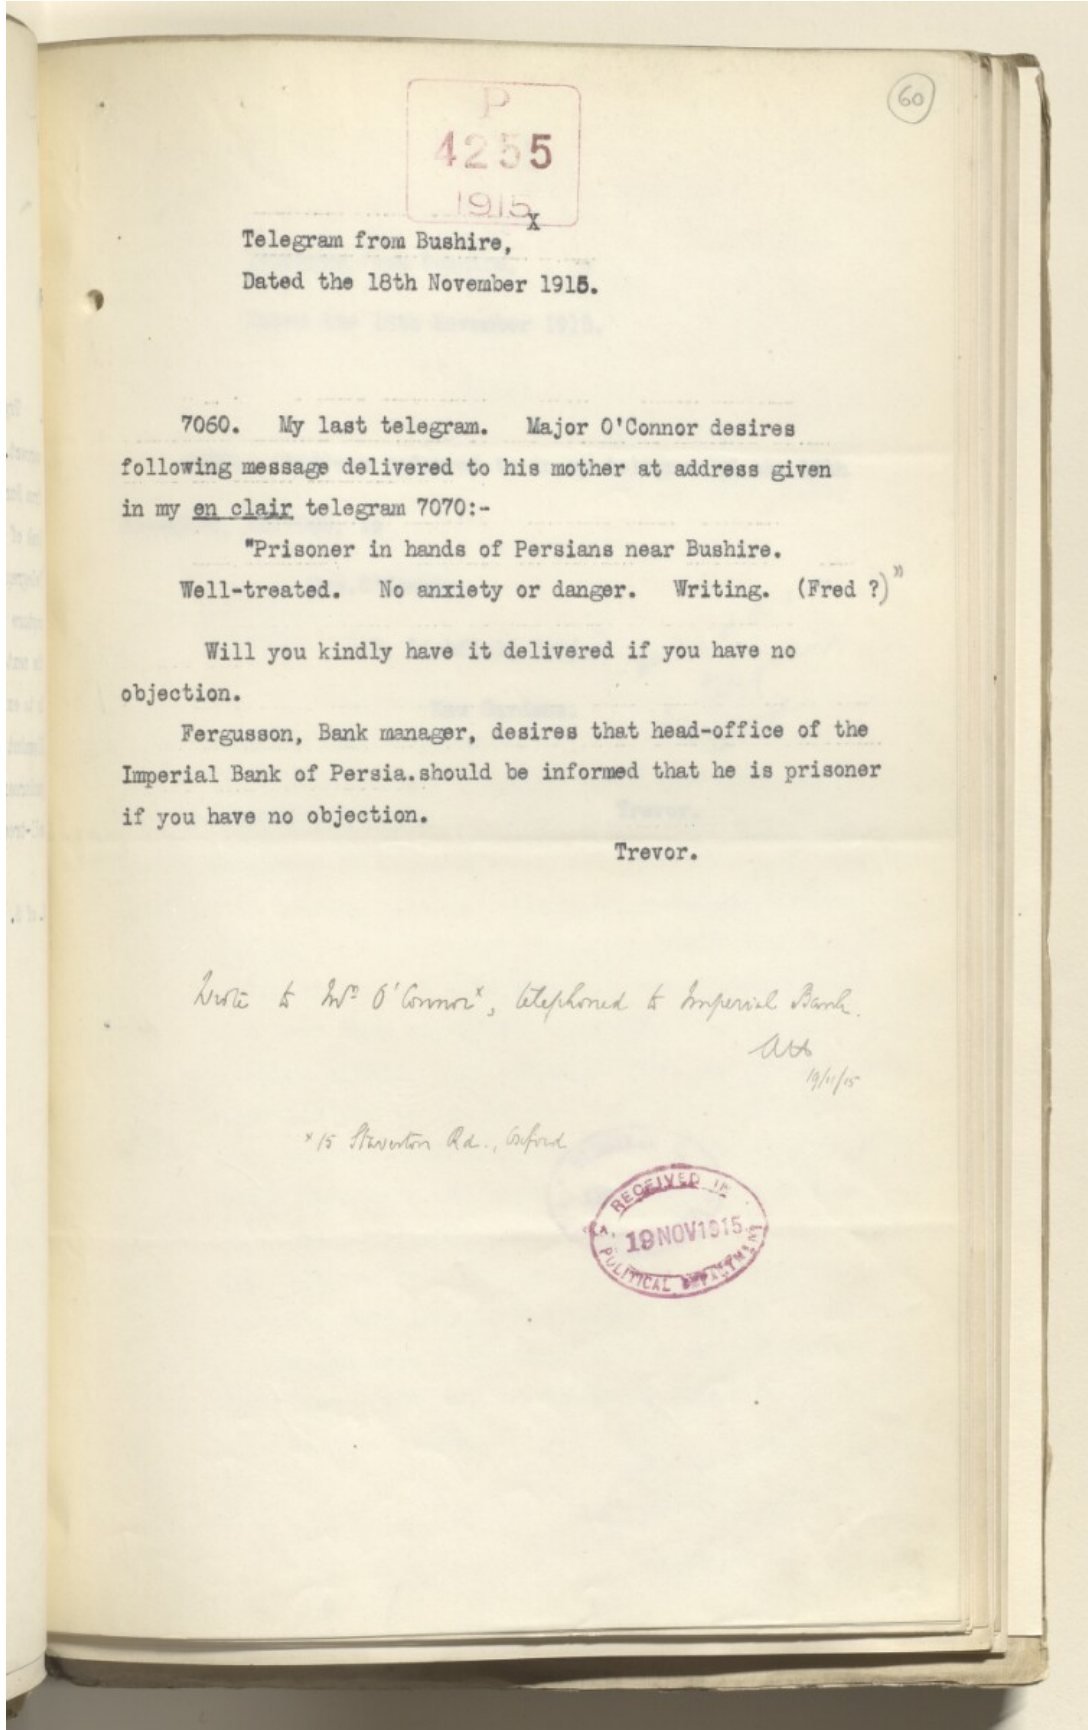 60
P
4255
1915
X
Telegram from Bushire,
Dated the 18th November 1915.
7060. My last telegram. Major O'Connor desires
following message delivered to his mother at address given
in my en clair telegram 7070:-
"Prisoner in hands of Persians near Bushire.
Well-treated. No anxiety or danger. Writing. (Fred ?)"
Will you kindly have it delivered if you have no
objection.
Fergusson, Bank manager, desires that head-office of the
Imperial Bank of Persia.should be informed that he is prisoner
if you have no objection.
Trevor.
Wrote to Mrs O'Connor x, telephoned to Imperial Bank.
19/11/15
x 15 Staverton Rd., Oxford
RECEIVED IN
19 NOV 1915
POLITICAL DEPARTMENT